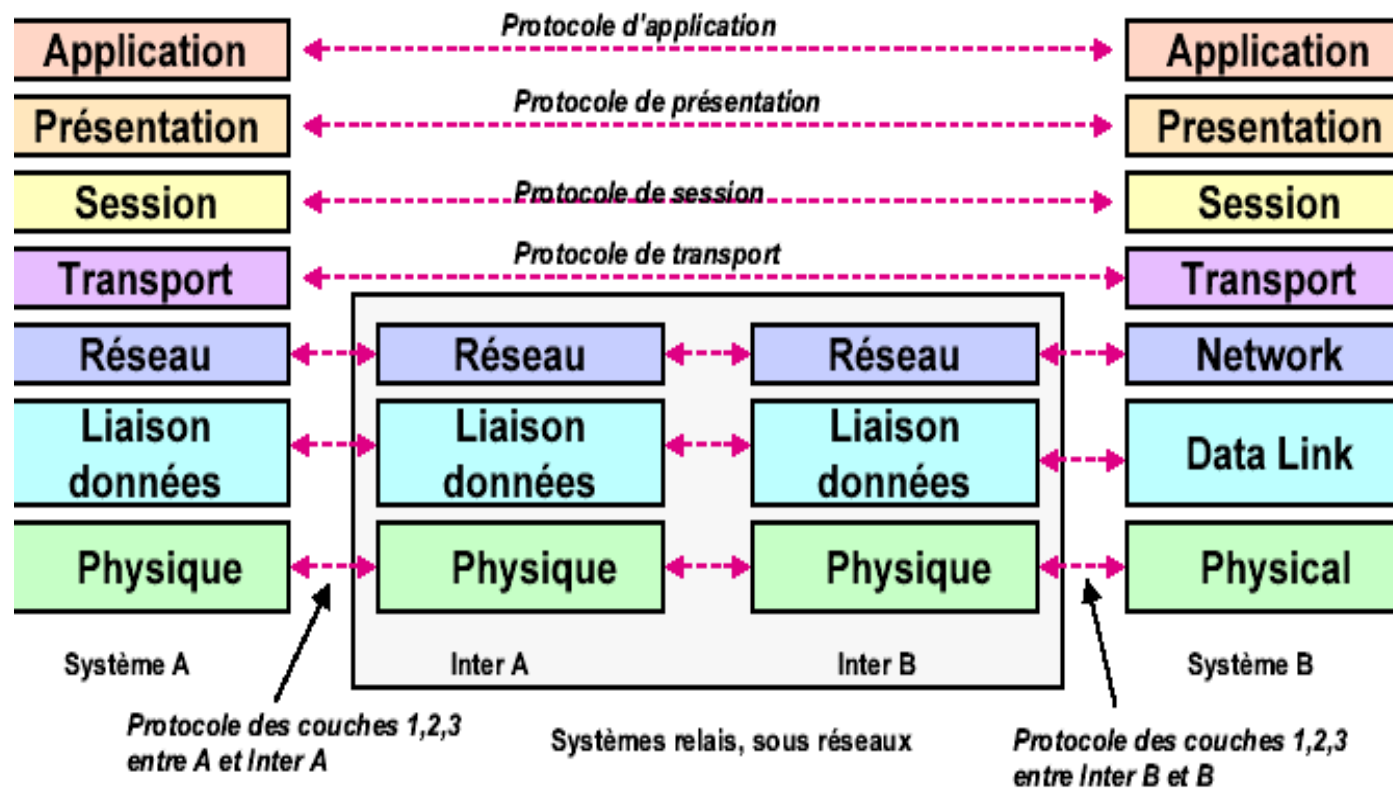 Protocole d'application
Application
Application
Protocole de présentation
Présentation
Presentation
Protocole de session
Session
Session
Protocole de transport
Transport
Transport
Réseau
Réseau
Réseau
Network
Liaison
données
Liaison
données
Liaison
données
Data Link
Physique
Physique
Physique
Physical
Système A
Inter A
Inter B
Système B
Protocole des couches 1,2,3
entre A et Inter A
Systèmes relais, sous réseaux
Protocole des couches 1,2,3
entre Inter B et B